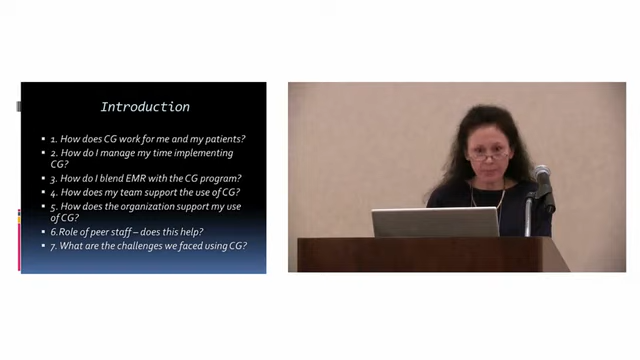 Introduction
1. How does CG work for me and my patients?
2. How do I manage my time implementing
CG?
3. How do I blend EMR with the CG program?
4. How does my team support the use of CG?
5. How does the organization support my use
of CG?
6.Role of peer staff – does this help?
7. What are the challenges we faced using CG?